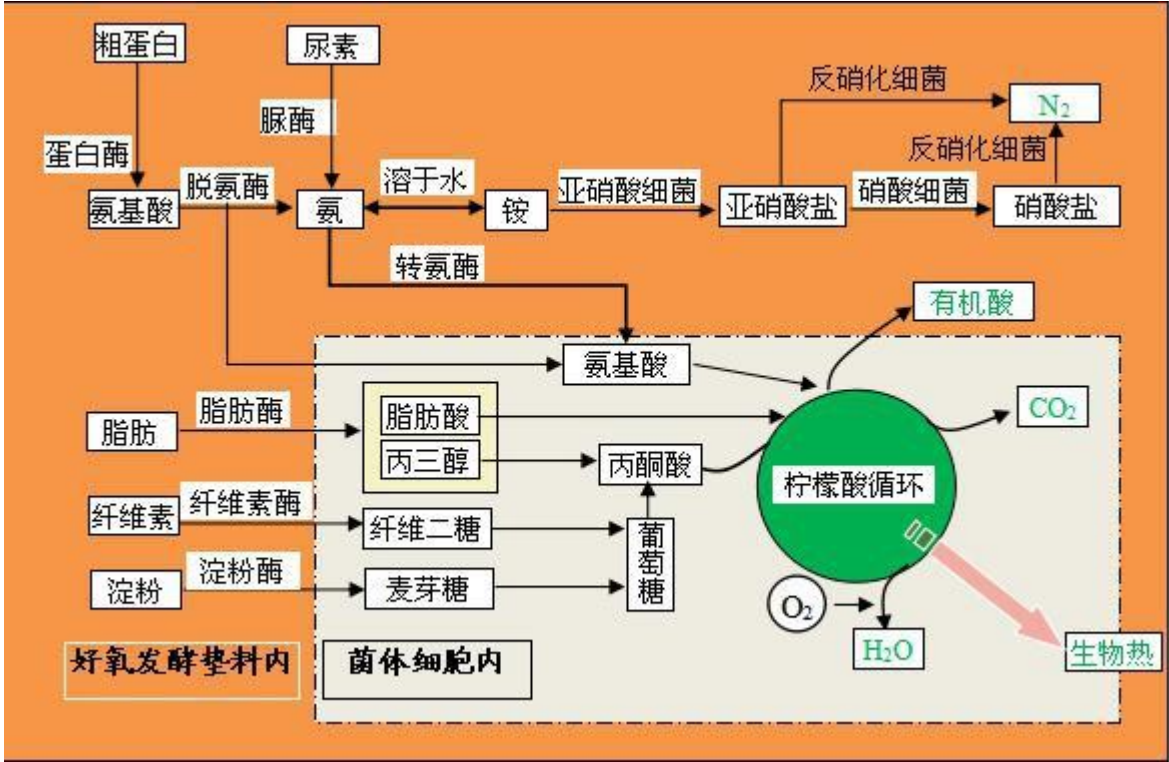 粗蛋白
尿素
反硝化细菌
N₂
脲酶
蛋白酶
反硝化细菌
脱氨酶
溶于水
亚硝酸细菌
硝酸细菌
氨基酸
氨
铵
亚硝酸盐
硝酸盐
转氨酶
有机酸
氨基酸
脂肪酶
脂肪
脂肪酸
丙三醇
丙酮酸
CO₂
柠檬酸循环
纤维素酶
纤维素
纤维二糖
葡萄糖
淀粉酶
淀粉
麦芽糖
O₂
H₂O
生物热
好氧发酵垫料内
菌体细胞内